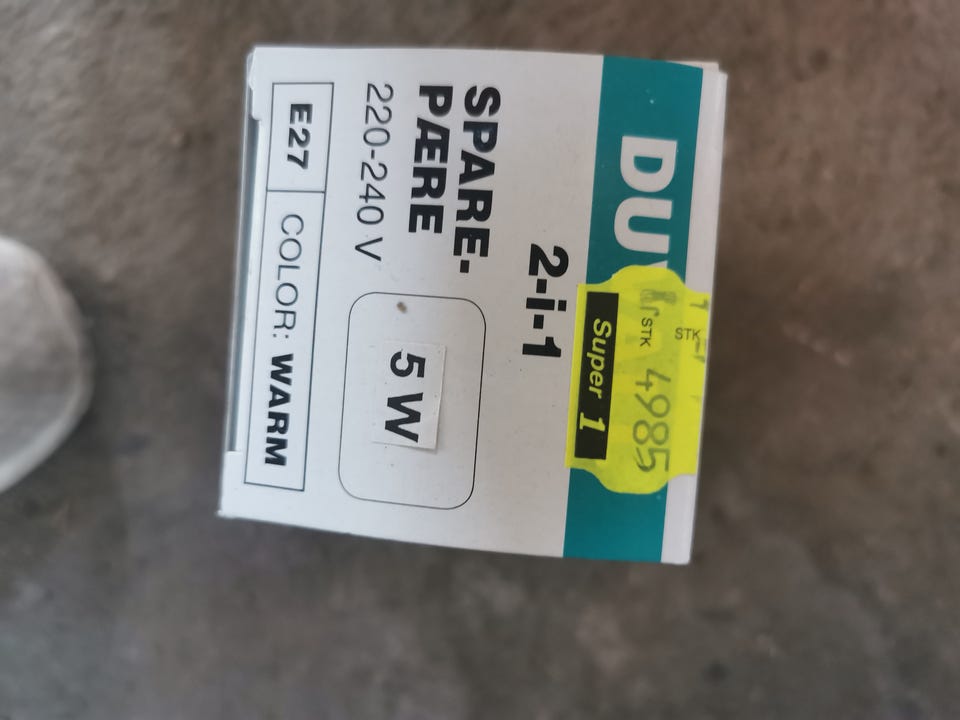 DU
STK
STK
4985
Super 1
2-i-1
SPARE-
PÆRE
220-240 V
5 W
E27 COLOR: WARM